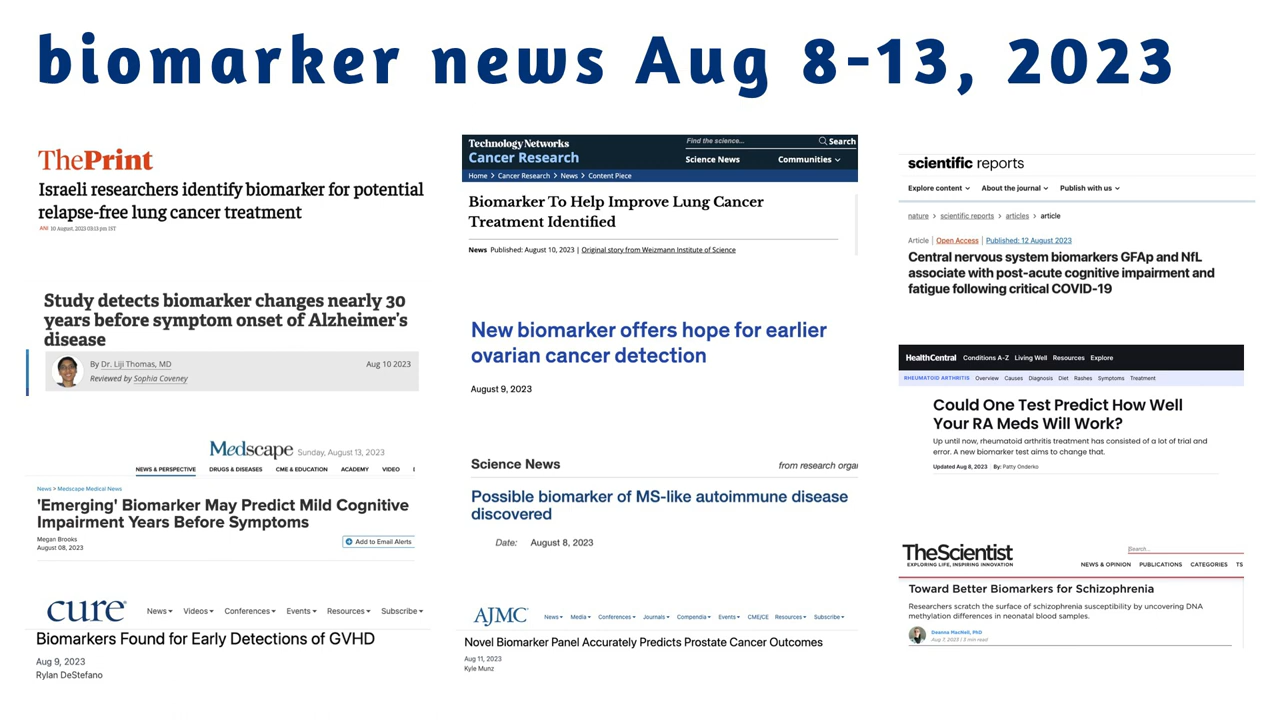 biomarker news Aug 8-13, 2023
ThePrint
Israeli researchers identify biomarker for potential
relapse-free lung cancer treatment
ANI 10 August, 2023 03:13 pm IST
Study detects biomarker changes nearly 30
years before symptom onset of Alzheimer's
disease
By Dr. Liji Thomas, MD
Aug 10 2023
Reviewed by Sophia Coveney
Medscape Sunday, August 13, 2023
NEWS & PERSPECTIVE DRUGS & DISEASES CME & EDUCATION ACADEMY VIDEO
News > Medscape Medical News
'Emerging' Biomarker May Predict Mild Cognitive
Impairment Years Before Symptoms
Megan Brooks
August 08, 2023
Add to Email Alerts
cure
News Videos Conferences Events Resources Subscribe
Biomarkers Found for Early Detections of GVHD
Aug 9, 2023
Rylan DeStefano
Technology Networks
Cancer Research
Find the science...
Search
Science News Communities
Home > Cancer Research > News > Content Piece
Biomarker To Help Improve Lung Cancer
Treatment Identified
News Published: August 10, 2023 | Original story from Weizmann Institute of Science
New biomarker offers hope for earlier
ovarian cancer detection
August 9, 2023
Science News
from research orga
Possible biomarker of MS-like autoimmune disease
discovered
Date: August 8, 2023
AJMC
News Media Conferences Journals Compendia Events CME/CE Resources Subscribe
Novel Biomarker Panel Accurately Predicts Prostate Cancer Outcomes
Aug 11, 2023
Kyle Munz
scientific reports
Explore content About the journal Publish with us
nature > scientific reports > articles > article
Article | Open Access | Published: 12 August 2023
Central nervous system biomarkers GFAp and NfL
associate with post-acute cognitive impairment and
fatigue following critical COVID-19
HealthCentral Conditions A-Z Living Well Resources Explore
RHEUMATOID ARTHRITIS Overview Causes Diagnosis Diet Rashes Symptoms Treatment
Could One Test Predict How Well
Your RA Meds Will Work?
Up until now, rheumatoid arthritis treatment has consisted of a lot of trial and
error. A new biomarker test aims to change that.
Updated Aug 8, 2023 | By: Patty Onderko
TheScientist
EXPLORING LIFE, INSPIRING INNOVATION
Search...
NEWS & OPINION PUBLICATIONS CATEGORIES TS
Toward Better Biomarkers for Schizophrenia
Researchers scratch the surface of schizophrenia susceptibility by uncovering DNA
methylation differences in neonatal blood samples.
Deanna MacNeil, PhD
Aug 7, 2023 | 3 min read